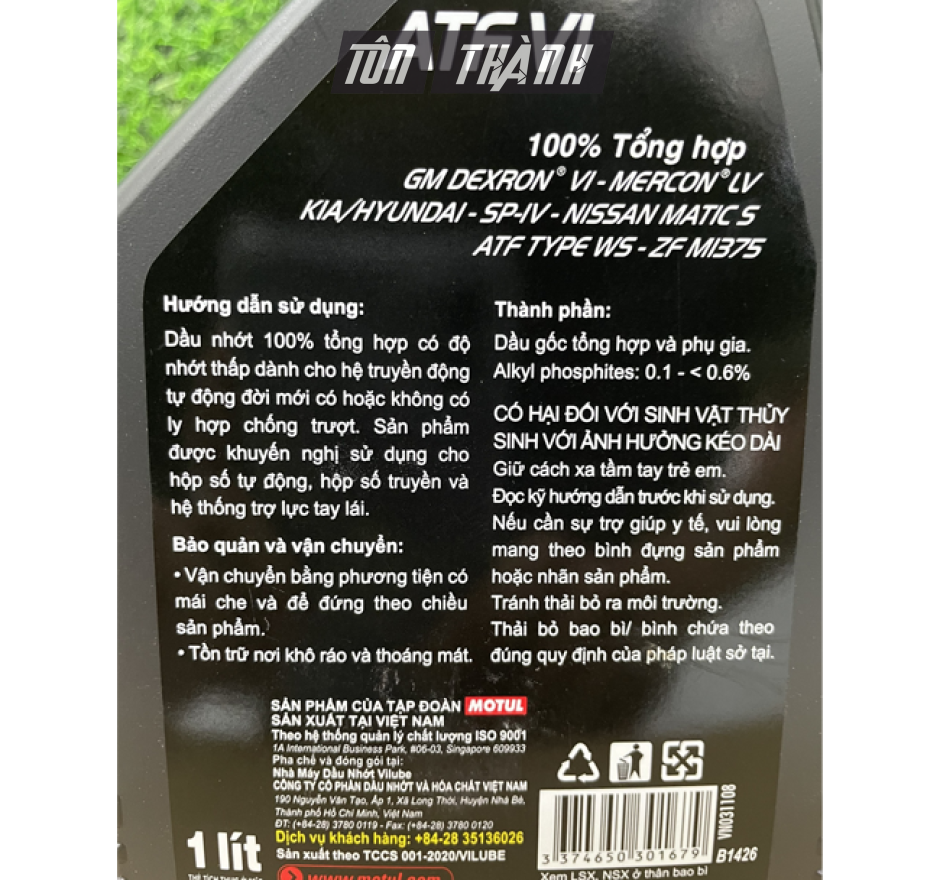 ATF VI
TÔN THÀNH
100% Tổng hợp
GM DEXRON® VI - MERCON® LV
KIA/HYUNDAI - SP-IV - NISSAN MATIC S
ATF TYPE WS - ZF M1375
Hướng dẫn sử dụng:
Dầu nhớt 100% tổng hợp có độ
nhớt thấp dành cho hệ truyền động
tự động đời mới có hoặc không có
ly hợp chống trượt. Sản phẩm
được khuyến nghị sử dụng cho
hộp số tự động, hộp số truyền và
hệ thống trợ lực tay lái.
Bảo quản và vận chuyển:
• Vận chuyển bằng phương tiện có
mái che và để đứng theo chiều
sản phẩm.
• Tồn trữ nơi khô ráo và thoáng mát.
Thành phần:
Dầu gốc tổng hợp và phụ gia.
Alkyl phosphites: 0.1 - < 0.6%
CÓ HẠI ĐỐI VỚI SINH VẬT THỦY
SINH VỚI ẢNH HƯỞNG KÉO DÀI
Giữ cách xa tầm tay trẻ em.
Đọc kỹ hướng dẫn trước khi sử dụng.
Nếu cần sự trợ giúp y tế, vui lòng
mang theo bình đựng sản phẩm
hoặc nhãn sản phẩm.
Tránh thải bỏ ra môi trường.
Thải bỏ bao bì/ bình chứa theo
đúng quy định của pháp luật sở tại.
SẢN PHẨM CỦA TẬP ĐOÀN MOTUL
SẢN XUẤT TẠI VIỆT NAM
Theo hệ thống quản lý chất lượng ISO 9001
1A International Business Park, #06-03, Singapore 609933
Pha chế và đóng gói tại:
Nhà Máy Dầu Nhớt Vilube
CÔNG TY CỔ PHẦN DẦU NHỚT VÀ HÓA CHẤT VIỆT NAM
190 Nguyễn Văn Tạo, Ấp 1, Xã Long Thới, Huyện Nhà Bè,
Thành phố Hồ Chí Minh, Việt Nam
ĐT: (+84-28) 3780 0119 - Fax: (+84-28) 3780 0120
Dịch vụ khách hàng: +84-28 35136026
Sản xuất theo TCCS 001-2020/VILUBE
www.motul.com
1 lít
VN031108
3 374650 301679
B1426
Xem LSX, NSX ở thân bao bì